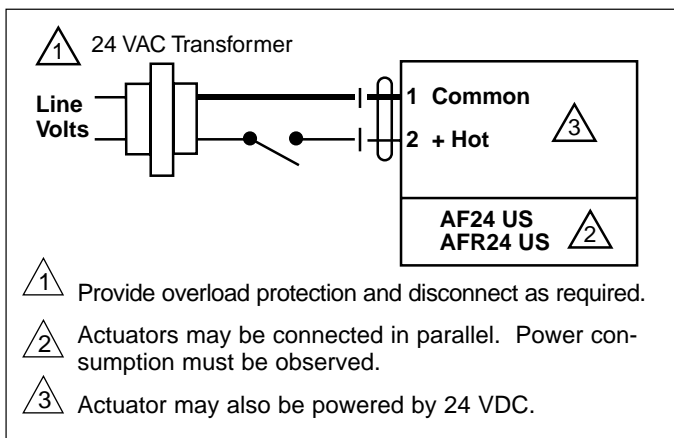 1 24 VAC Transformer
Line
Volts
1 Common
2 + Hot
3
AF24 US
AFR24 US
2
1 Provide overload protection and disconnect as required.
2 Actuators may be connected in parallel. Power con-
sumption must be observed.
3 Actuator may also be powered by 24 VDC.